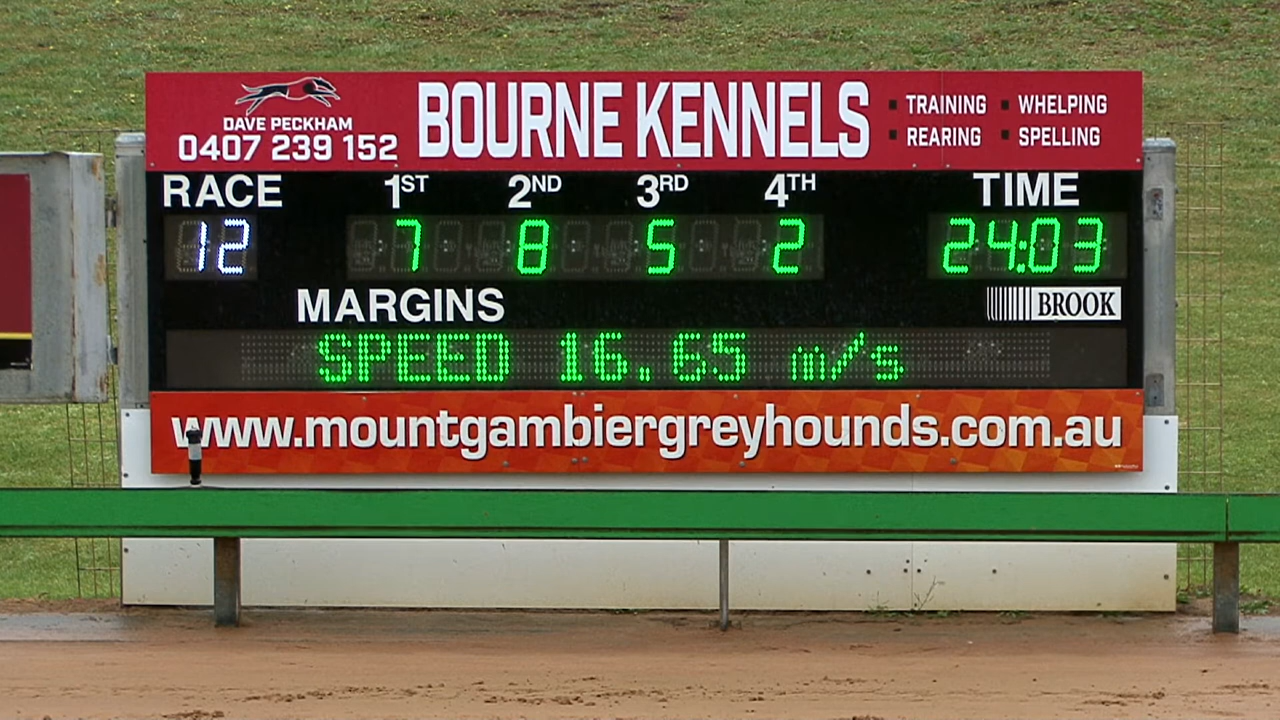 DAVE PECKHAM
0407 239 152
BOURNE KENNELS
TRAINING WHELPING
REARING SPELLING
RACE 1ST 2ND 3RD 4TH TIME
12 7 8 5 2 24:03
MARGINS
BROOK
SPEED 16.65 m/s
www.mountgambiergreyhounds.com.au